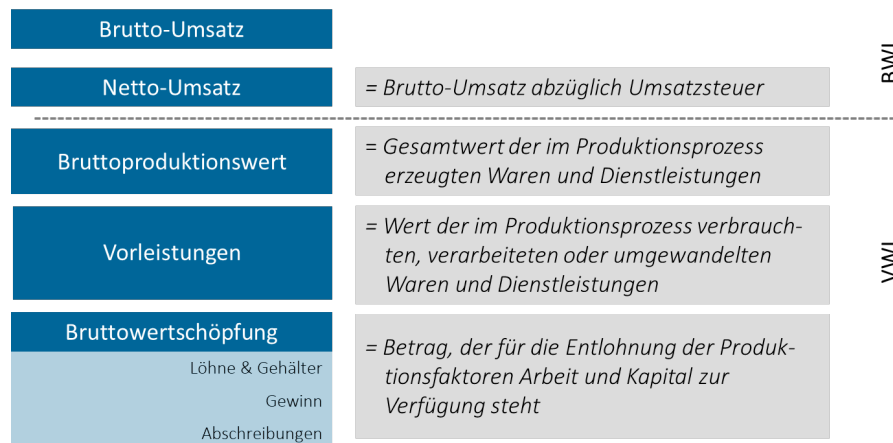 Brutto-Umsatz
BWL
Netto-Umsatz
= Brutto-Umsatz abzüglich Umsatzsteuer
Bruttoproduktionswert
= Gesamtwert der im Produktionsprozess
erzeugten Waren und Dienstleistungen
Vorleistungen
= Wert der im Produktionsprozess verbrauch-
ten, verarbeiteten oder umgewandelten
Waren und Dienstleistungen
VWL
Bruttowertschöpfung
Löhne & Gehälter
Gewinn
Abschreibungen
= Betrag, der für die Entlohnung der Produk-
tionsfaktoren Arbeit und Kapital zur
Verfügung steht